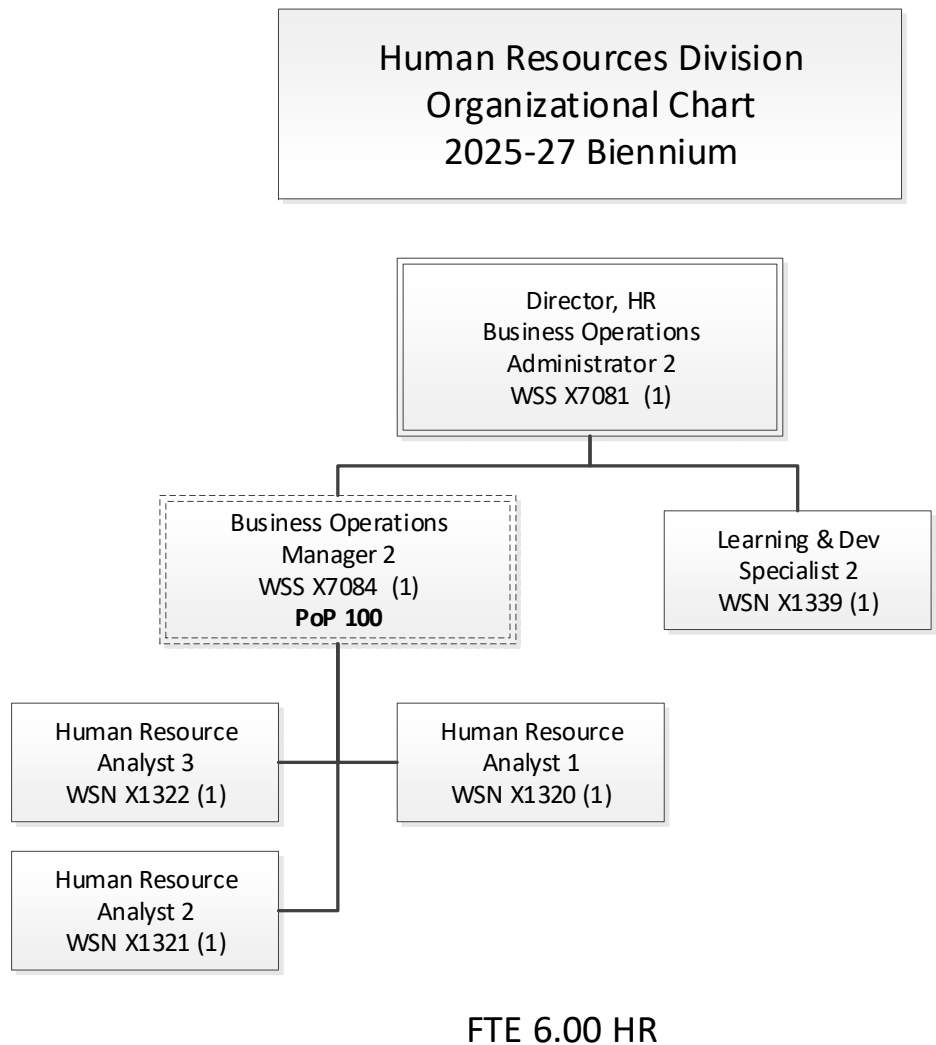 Human Resources Division
Organizational Chart
2025-27 Biennium
Director, HR
Business Operations
Administrator 2
WSS X7081  (1)
Business Operations
Manager 2
WSS X7084  (1)
PoP 100
Learning & Dev
Specialist 2
WSN X1339 (1)
Human Resource
Analyst 3
WSN X1322 (1)
Human Resource
Analyst 1
WSN X1320 (1)
Human Resource
Analyst 2
WSN X1321 (1)
FTE 6.00 HR